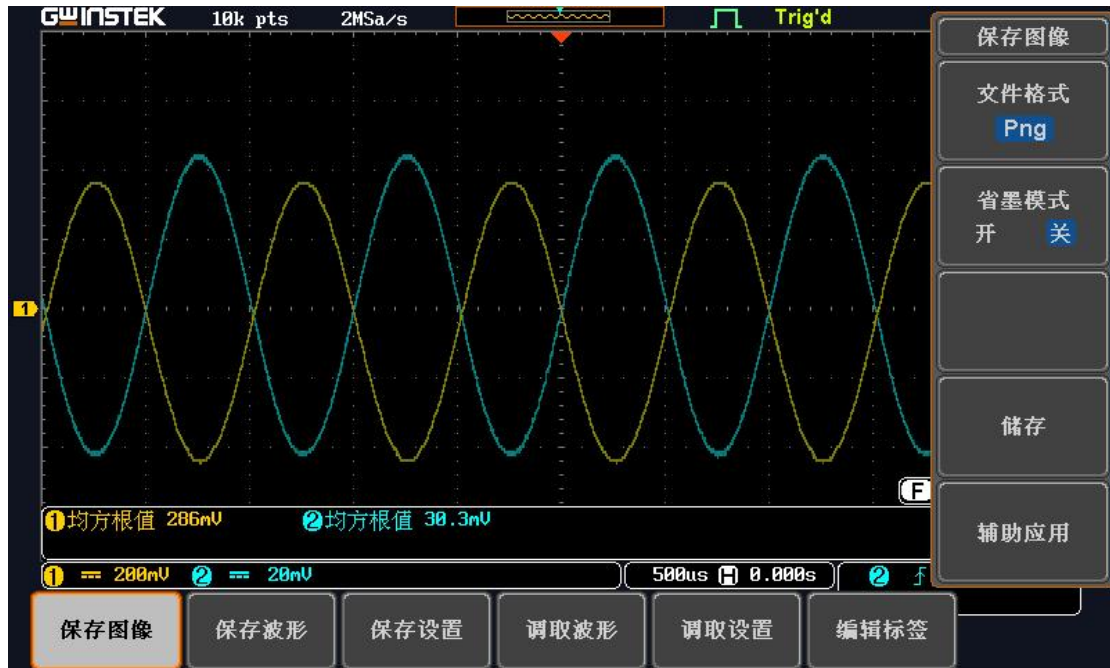 GWINSTEK 10k pts 2MSa/s Trig'd
保存图像
文件格式
Png
省墨模式
开 关
储存
辅助应用
1
F
1 均方根值 286mV 2 均方根值 30.3mV
1 200mV 2 20mV 500us H 0.000s 2
保存图像 保存波形 保存设置 调取波形 调取设置 编辑标签